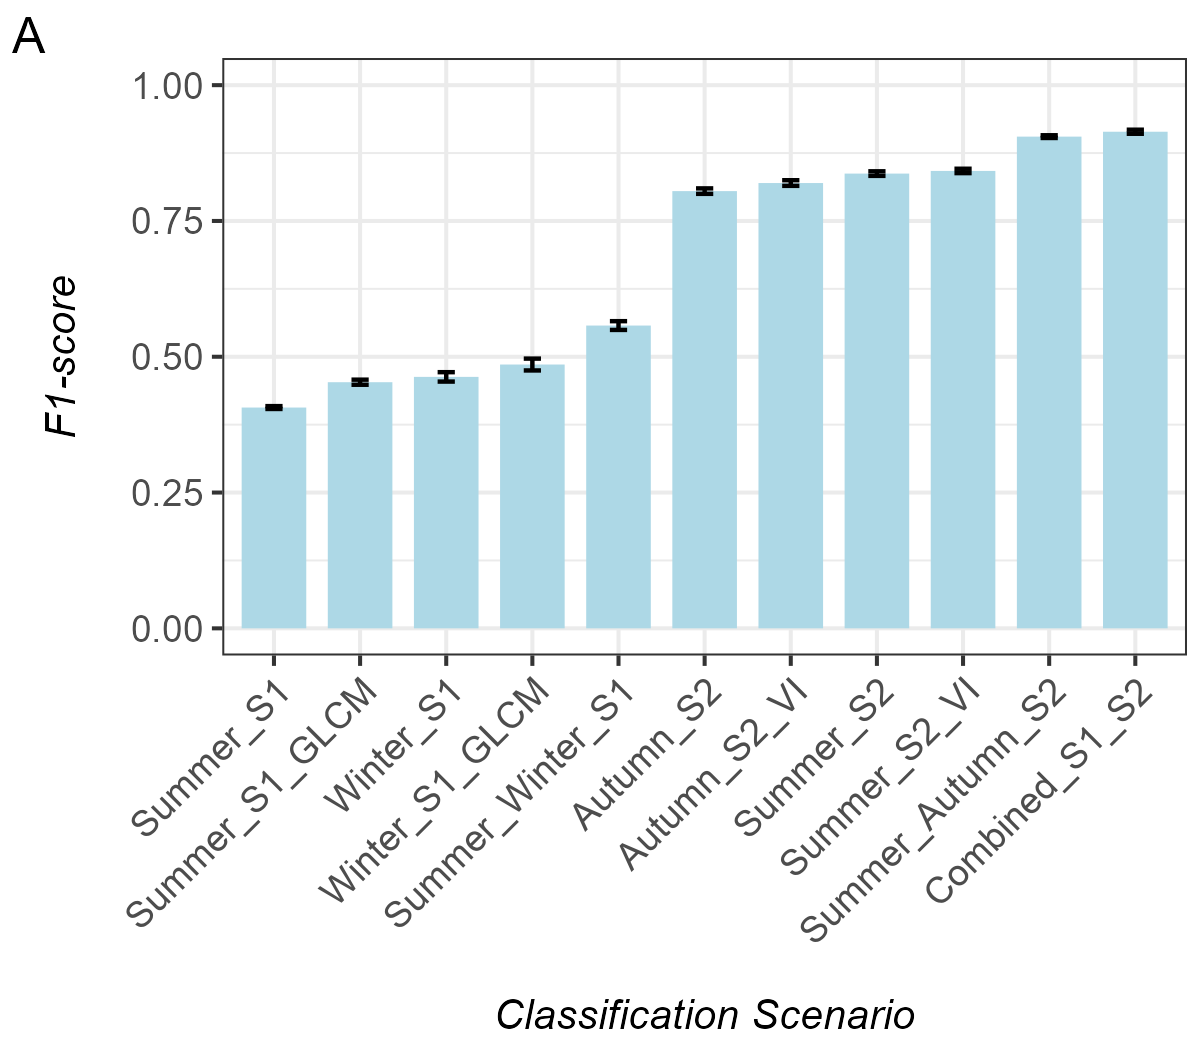 A
1.00
0.75
0.50
0.25
0.00
F1-score
Summer_S1
Summer_S1_GLCM
Winter_S1
Winter_S1_GLCM
Summer_Winter_S1
Autumn_S2
Autumn_S2_VI
Summer_S2
Summer_S2_VI
Summer_Autumn_S2
Combined_S1_S2
Classification Scenario